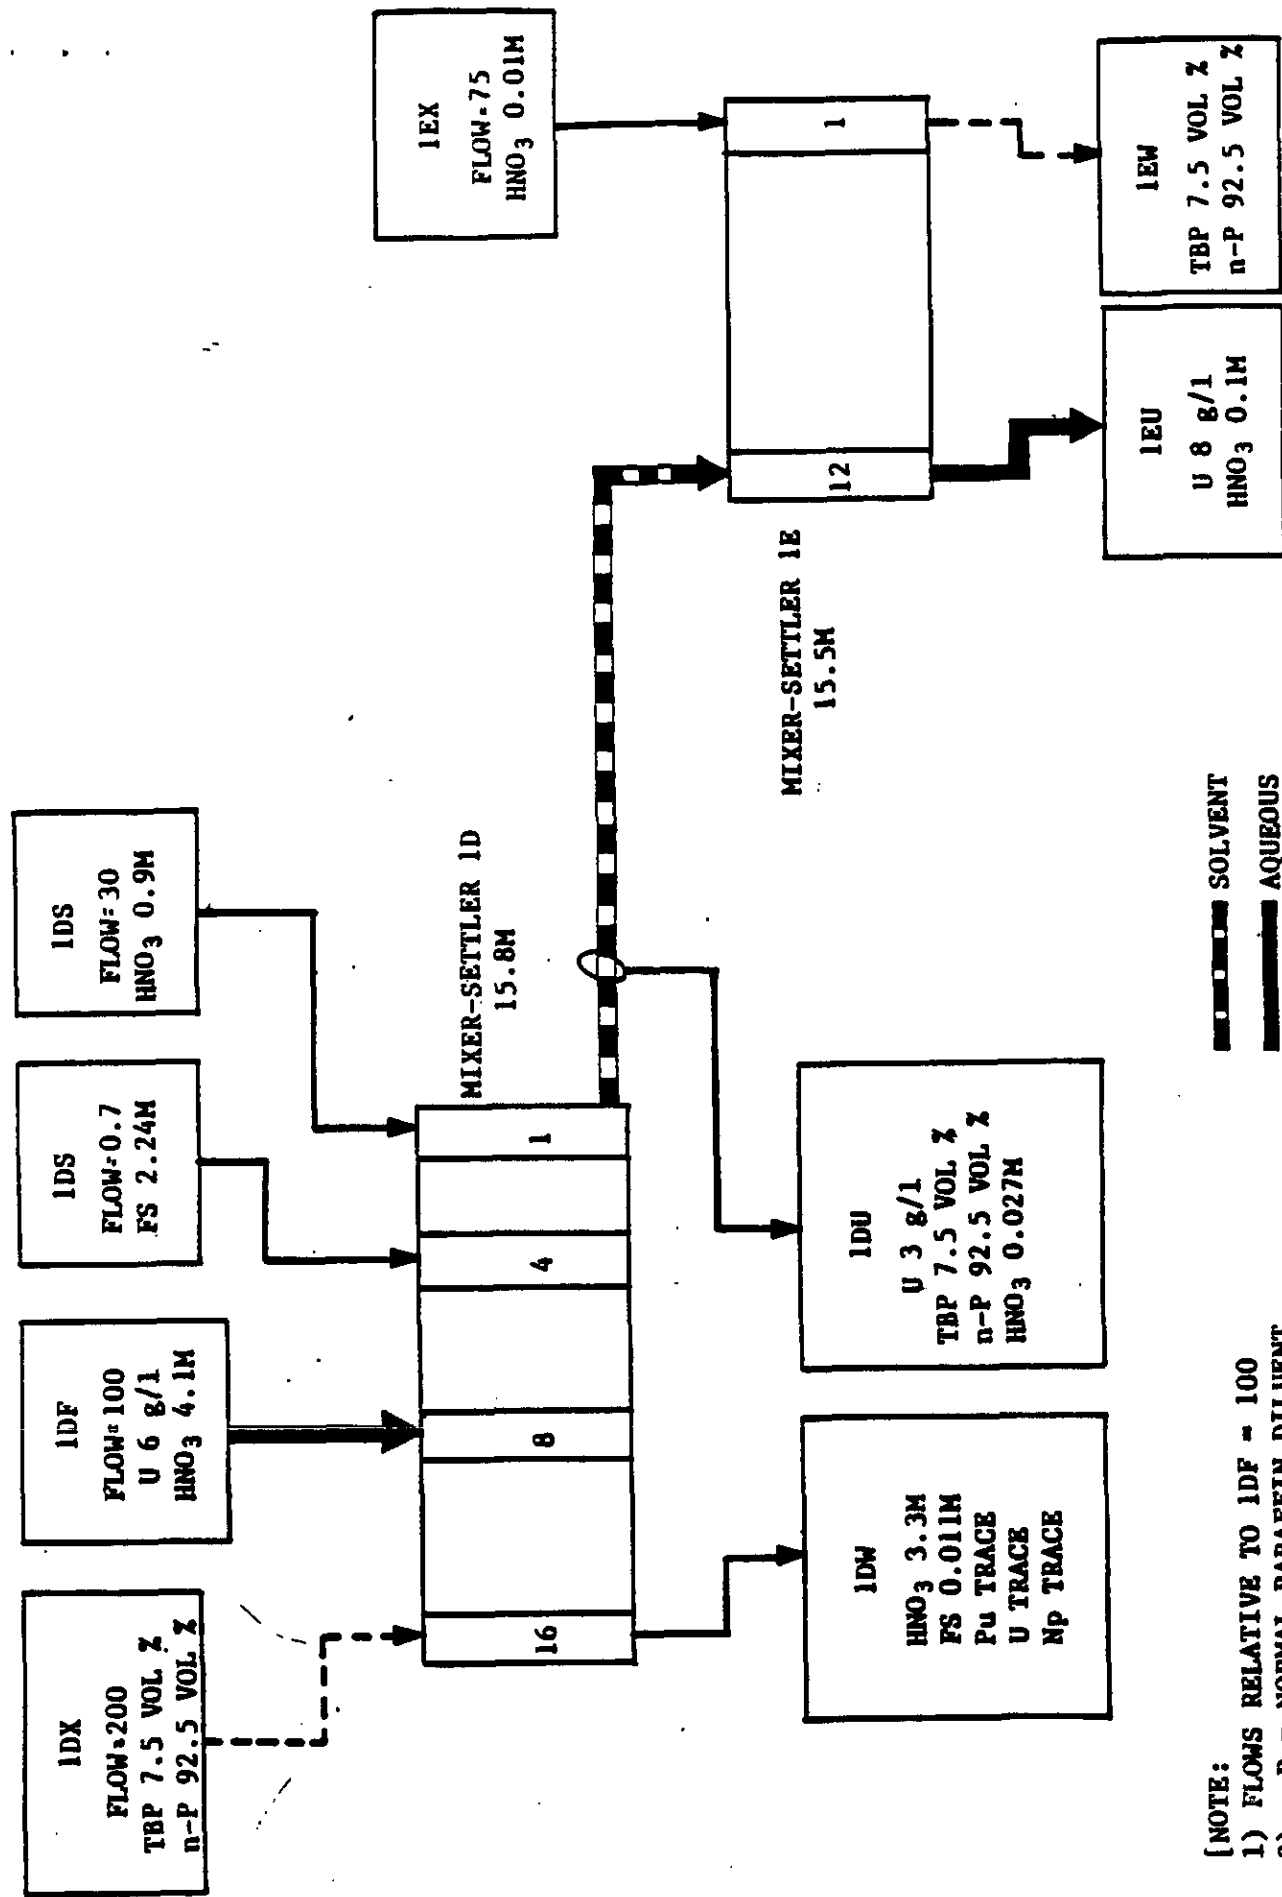 1DX
FLOW=200
TBP 7.5 VOL %
n-P 92.5 VOL %
1DF
FLOW=100
U 6 g/l
HNO3 4.1M
1DS
FLOW=0.7
FS 2.24M
1DS
FLOW=30
HNO3 0.9M
1EX
FLOW=75
HNO3 0.01M
16
8
4
1
MIXER-SETTLER 1D
15.8M
12
1
MIXER-SETTLER 1E
15.5M
1DW
HNO3 3.3M
FS 0.011M
Pu TRACE
U TRACE
Np TRACE
1DU
U 3 g/l
TBP 7.5 VOL %
n-P 92.5 VOL %
HNO3 0.027M
1EU
U 8 g/l
HNO3 0.1M
1EW
TBP 7.5 VOL %
n-P 92.5 VOL %
SOLVENT
AQUEOUS
[NOTE:
1) FLOWS RELATIVE TO 1DF = 100
NORMAL PARAFFIN DILUENT